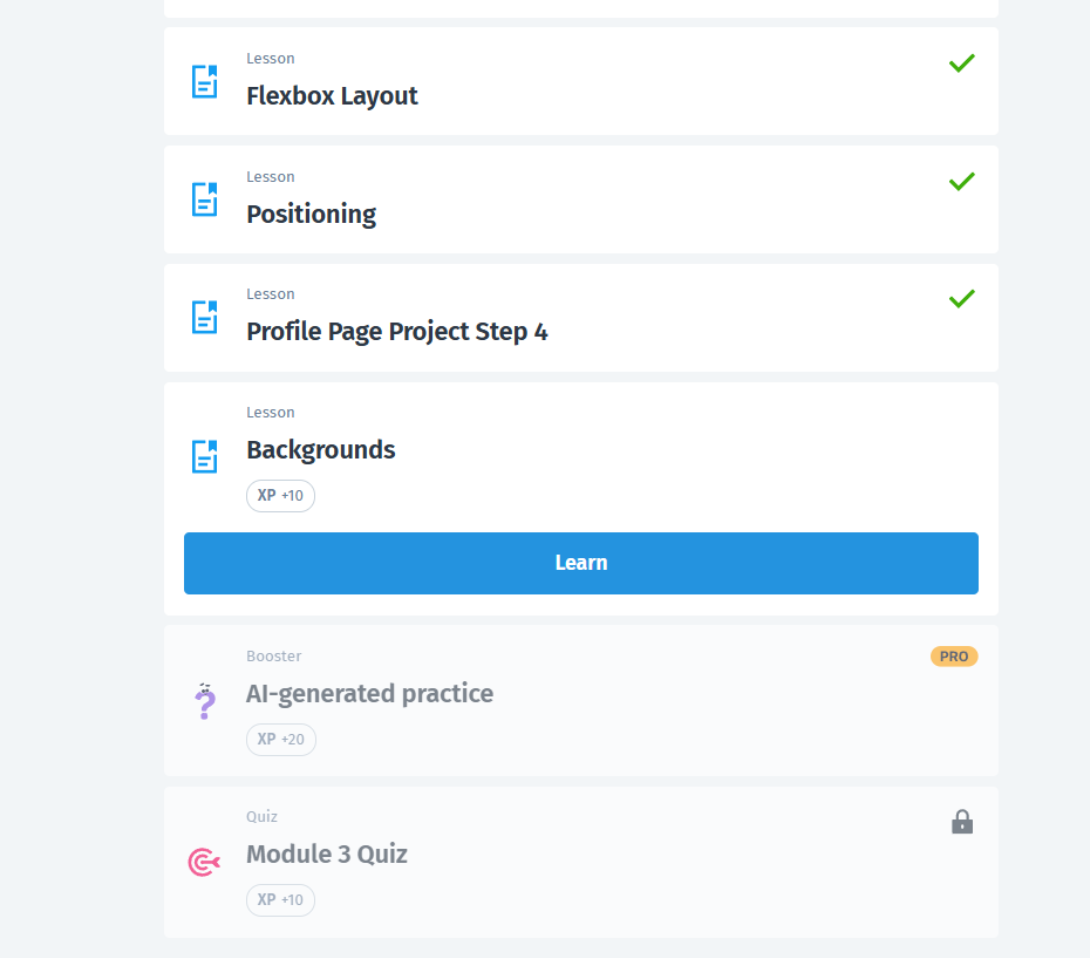 Lesson
Flexbox Layout
Lesson
Positioning
Lesson
Profile Page Project Step 4
Lesson
Backgrounds
XP +10
Learn
Booster
PRO
AI-generated practice
XP +20
Quiz
Module 3 Quiz
XP +10